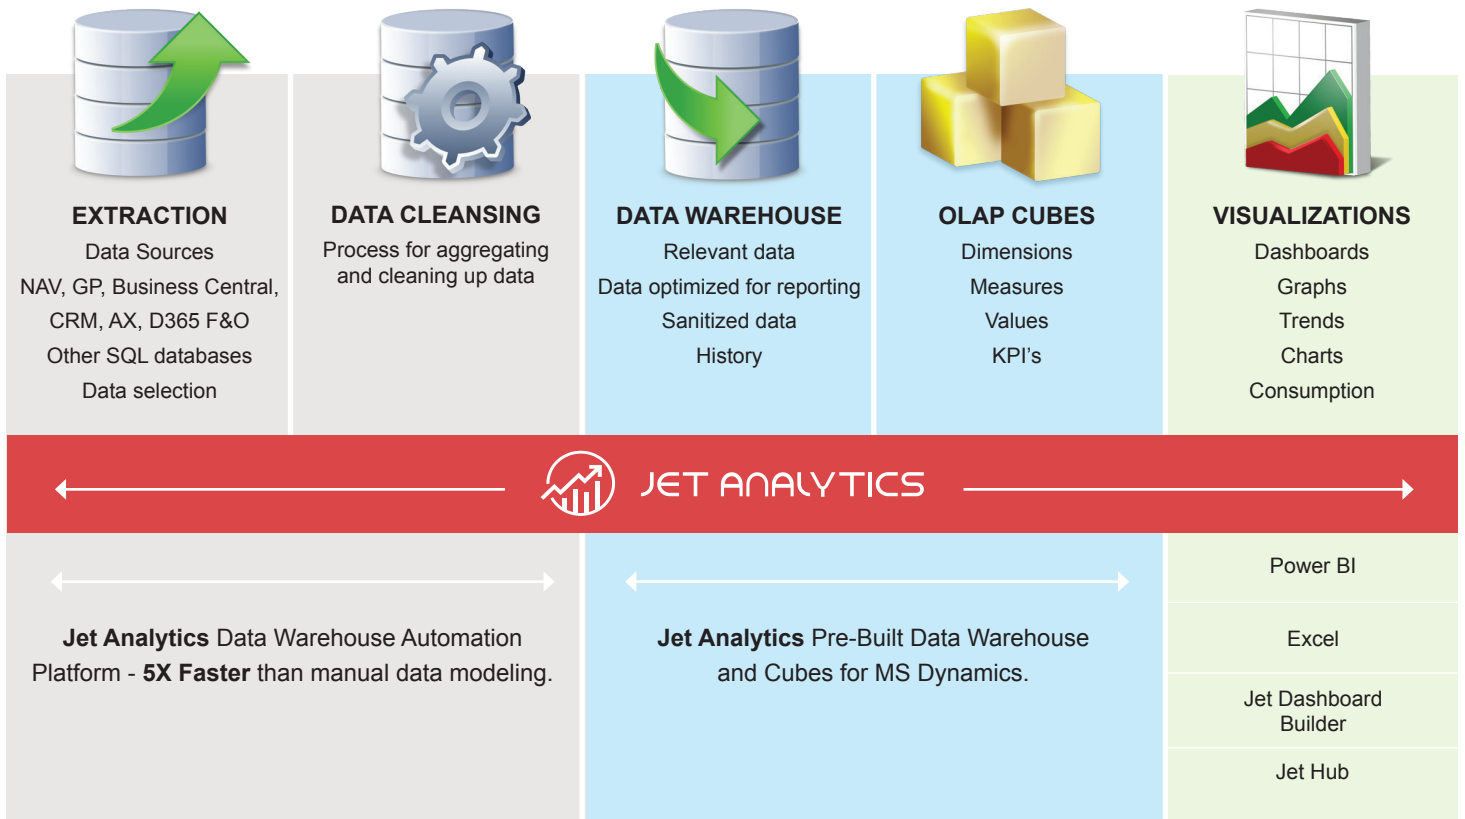 EXTRACTION
Data Sources
NAV, GP, Business Central,
CRM, AX, D365 F&O
Other SQL databases
Data selection
DATA CLEANSING
Process for aggregating
and cleaning up data
DATA WAREHOUSE
Relevant data
Data optimized for reporting
Sanitized data
History
OLAP CUBES
Dimensions
Measures
Values
KPI's
VISUALIZATIONS
Dashboards
Graphs
Trends
Charts
Consumption
JET ANALYTICS
Jet Analytics Data Warehouse Automation
Platform - 5X Faster than manual data modeling.
Jet Analytics Pre-Built Data Warehouse
and Cubes for MS Dynamics.
Power BI
Excel
Jet Dashboard
Builder
Jet Hub